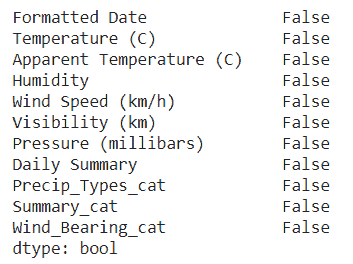 Formatted Date False
Temperature (C) False
Apparent Temperature (C) False
Humidity False
Wind Speed (km/h) False
Visibility (km) False
Pressure (millibars) False
Daily Summary False
Precip_Types_cat False
Summary_cat False
Wind_Bearing_cat False
dtype: bool